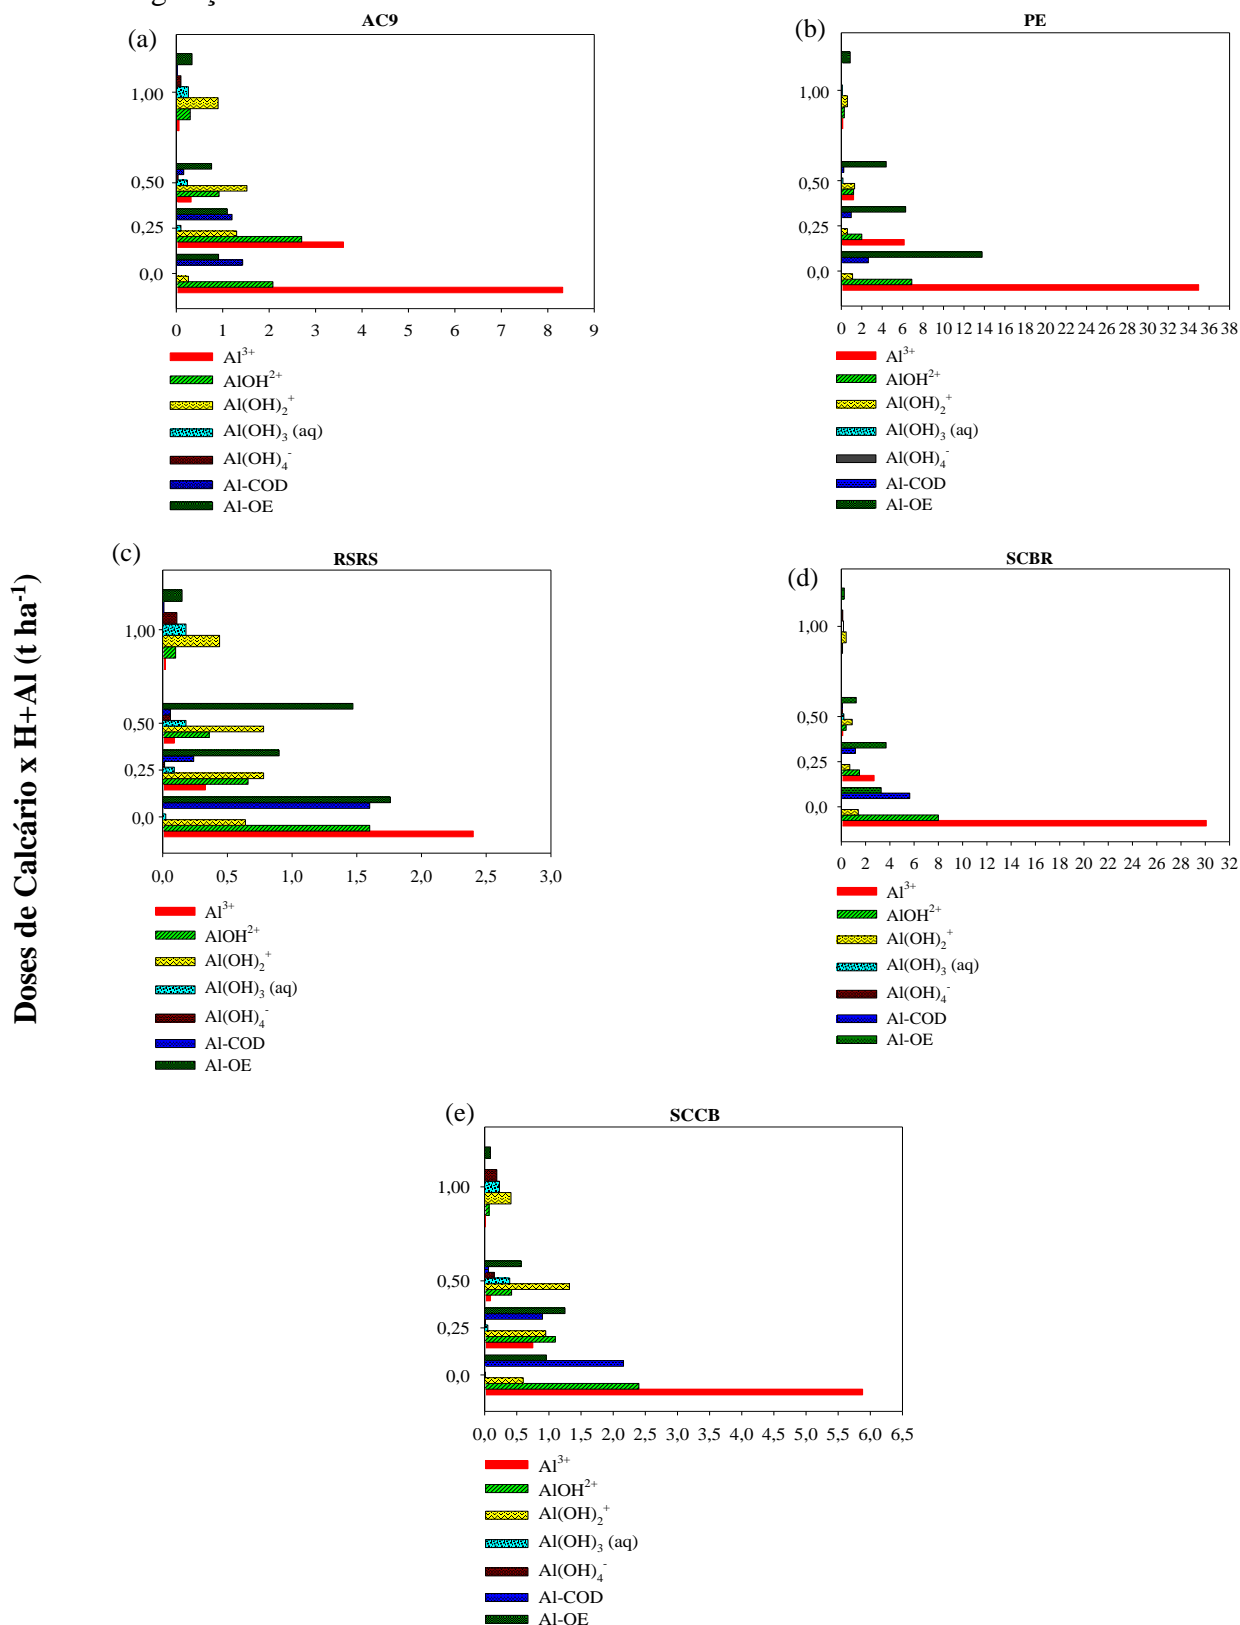 AC9
(a)
1,00
0,50
0,25
0,0
0 1 2 3 4 5 6 7 8 9
Al³⁺
AlOH²⁺
Al(OH)₂⁺
Al(OH)₃ (aq)
Al(OH)₄⁻
Al-COD
Al-OE
PE
(b)
1,00
0,50
0,25
0,0
0 2 4 6 8 10 12 14 16 18 20 22 24 26 28 30 32 34 36 38
Al³⁺
AlOH²⁺
Al(OH)₂⁺
Al(OH)₃ (aq)
Al(OH)₄⁻
Al-COD
Al-OE
Doses de Calcário x H+Al (t ha⁻¹)
(c)
RSRS
1,00
0,50
0,25
0,0
0,0 0,5 1,0 1,5 2,0 2,5 3,0
Al³⁺
AlOH²⁺
Al(OH)₂⁺
Al(OH)₃ (aq)
Al(OH)₄⁻
Al-COD
Al-OE
SCBR
(d)
1,00
0,50
0,25
0,0
0 2 4 6 8 10 12 14 16 18 20 22 24 26 28 30 32
Al³⁺
AlOH²⁺
Al(OH)₂⁺
Al(OH)₃ (aq)
Al(OH)₄⁻
Al-COD
Al-OE
(e)
SCCB
1,00
0,50
0,25
0,0
0,0 0,5 1,0 1,5 2,0 2,5 3,0 3,5 4,0 4,5 5,0 5,5 6,0 6,5
Al³⁺
AlOH²⁺
Al(OH)₂⁺
Al(OH)₃ (aq)
Al(OH)₄⁻
Al-COD
Al-OE